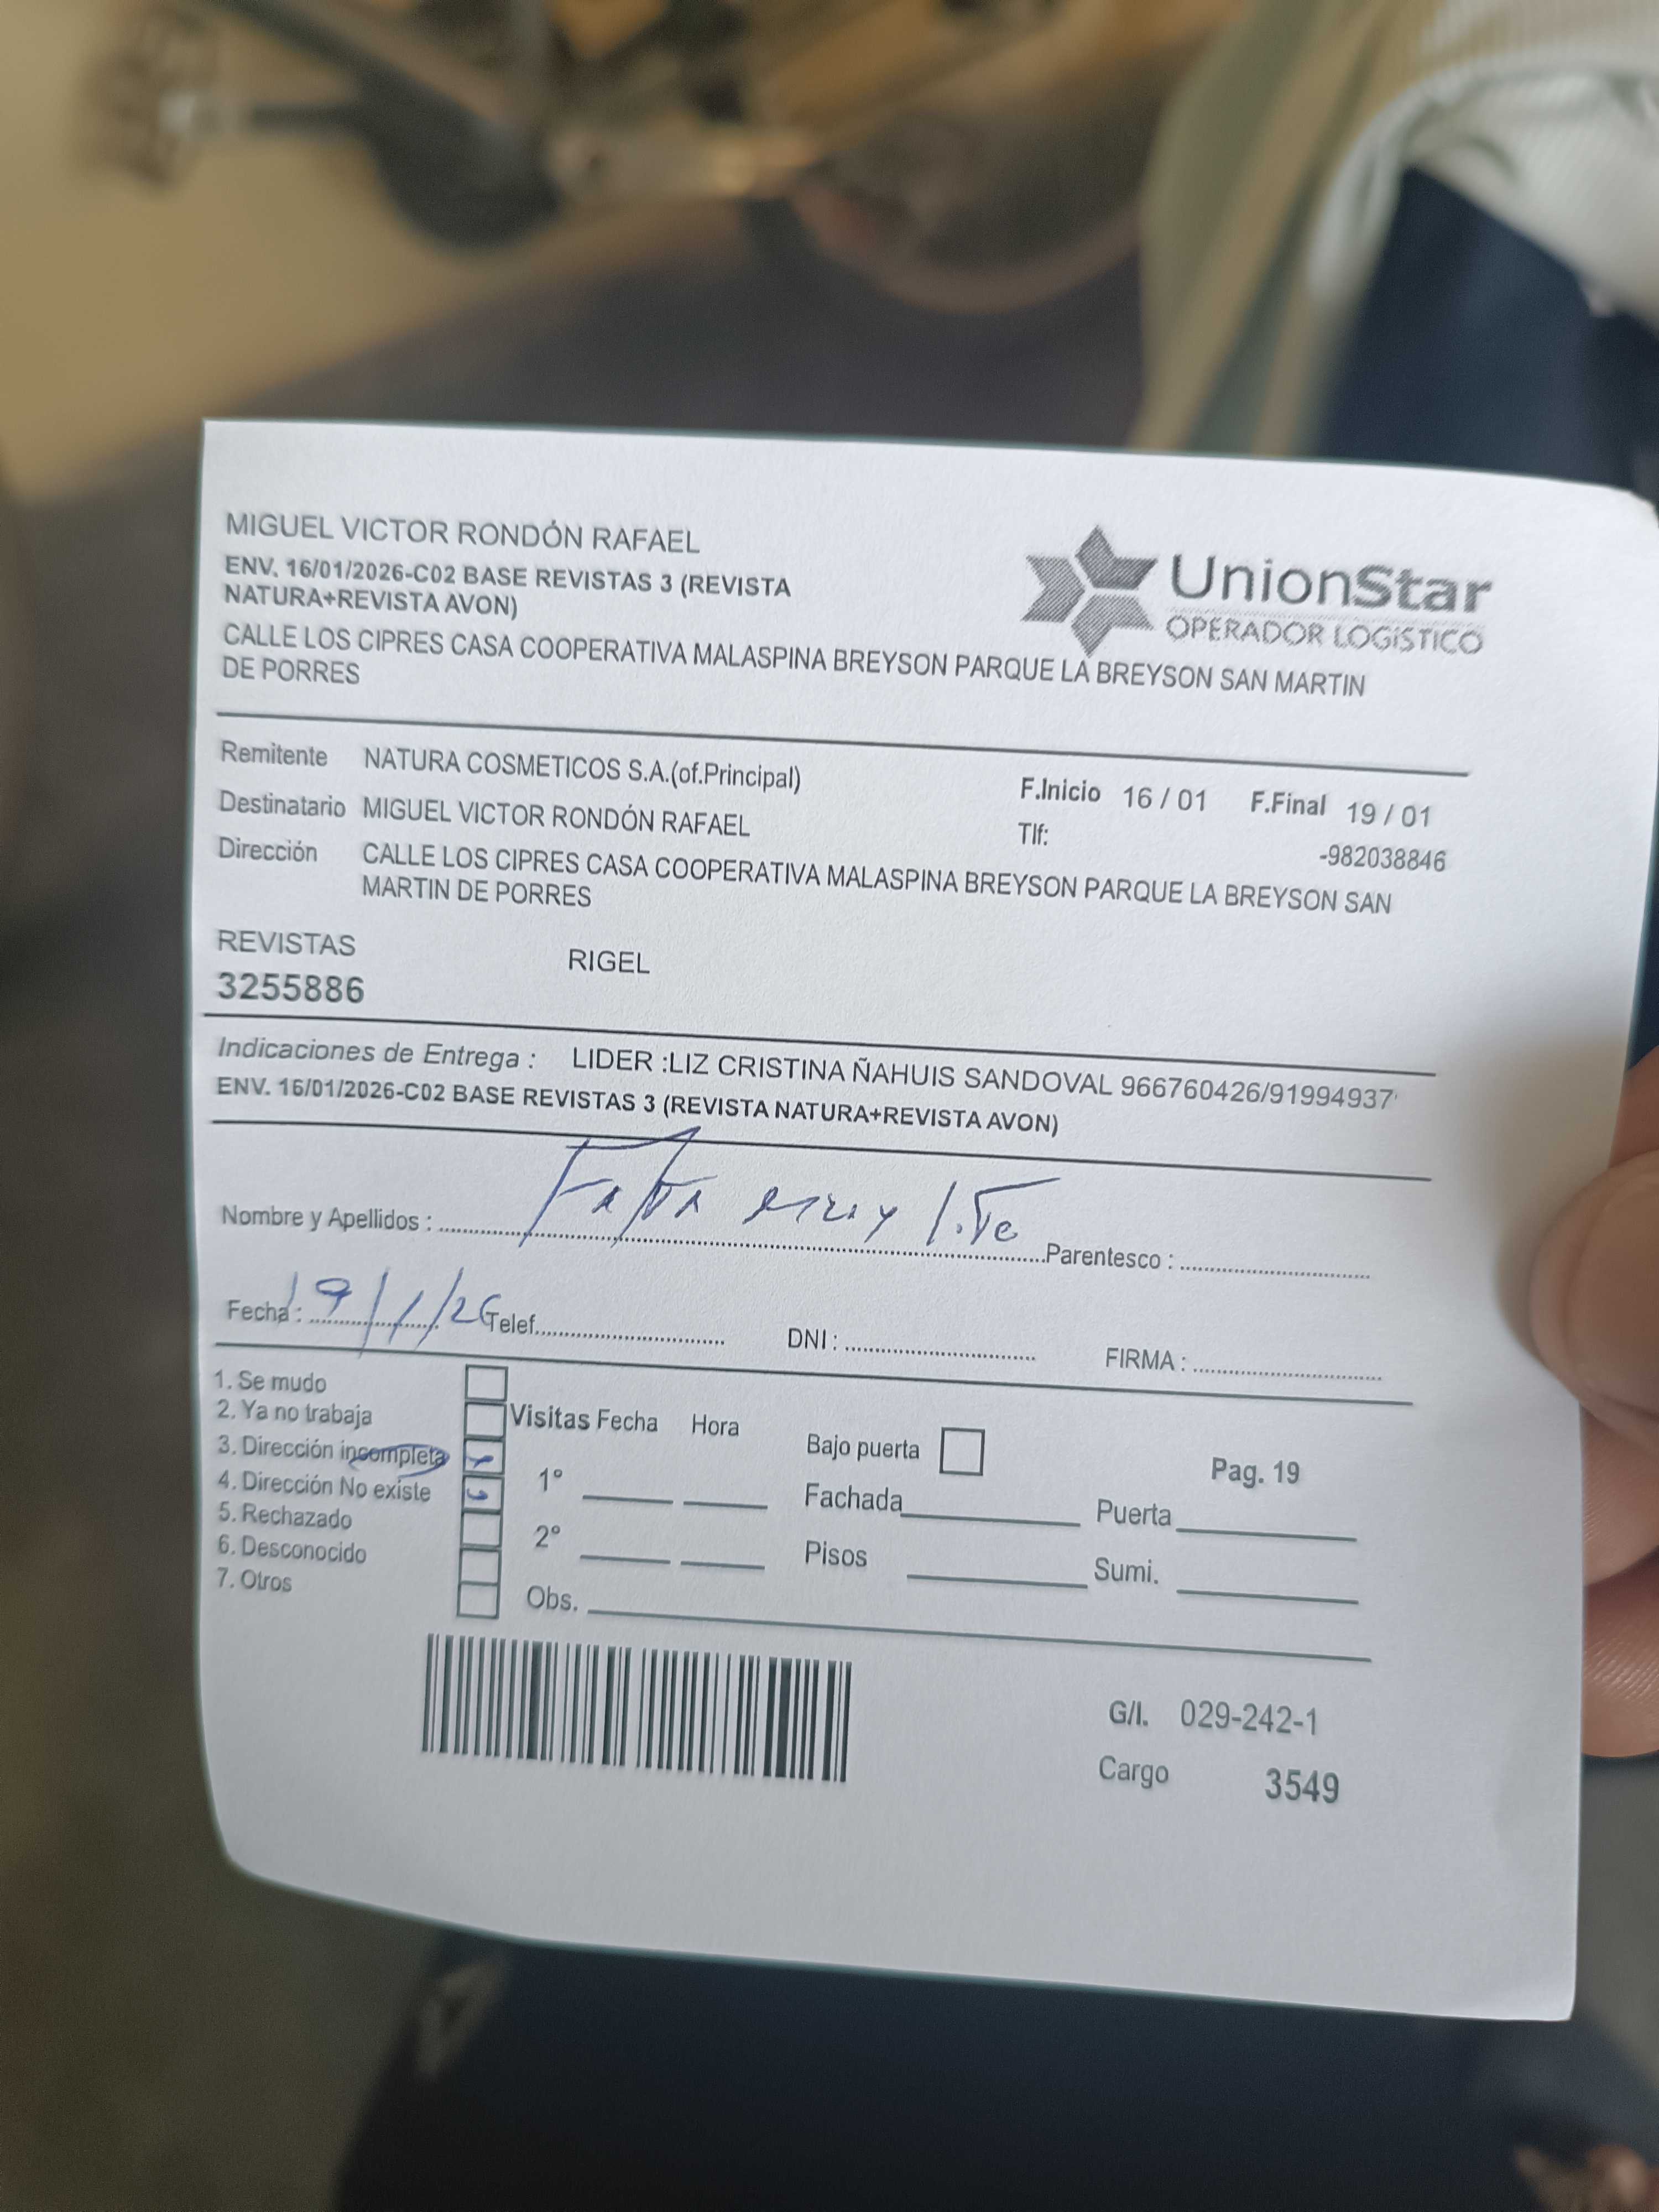 MIGUEL VICTOR RONDÓN RAFAEL
ENV. 16/01/2026-C02 BASE REVISTAS 3 (REVISTA
NATURA+REVISTA AVON)
UnionStar
OPERADOR LOGíSTICO
CALLE LOS CIPRES CASA COOPERATIVA MALASPINA BREYSON PARQUE LA BREYSON SAN MARTIN
DE PORRES
Remitente NATURA COSMETICOS S.A.(of.Principal)
F.Inicio 16 / 01 F.Final 19 / 01
Destinatario MIGUEL VICTOR RONDÓN RAFAEL
Tlf: -982038846
Dirección CALLE LOS CIPRES CASA COOPERATIVA MALASPINA BREYSON PARQUE LA BREYSON SAN
MARTIN DE PORRES
REVISTAS RIGEL
3255886
Indicaciones de Entrega : LIDER :LIZ CRISTINA ÑAHUIS SANDOVAL 966760426/91994937
ENV. 16/01/2026-C02 BASE REVISTAS 3 (REVISTA NATURA+REVISTA AVON)
Nombre y Apellidos : Falta Parentesco :
Fecha : 19/1/26 Telef. DNI : FIRMA :
1. Se mudo
2. Ya no trabaja
3. Dirección incompleta
4. Dirección No existe
5. Rechazado
6. Desconocido
7. Otros
Visitas Fecha Hora
1°
2°
Obs.
Bajo puerta
Fachada
Pisos
Pag. 19
Puerta
Sumi.
G/I. 029-242-1
Cargo 3549